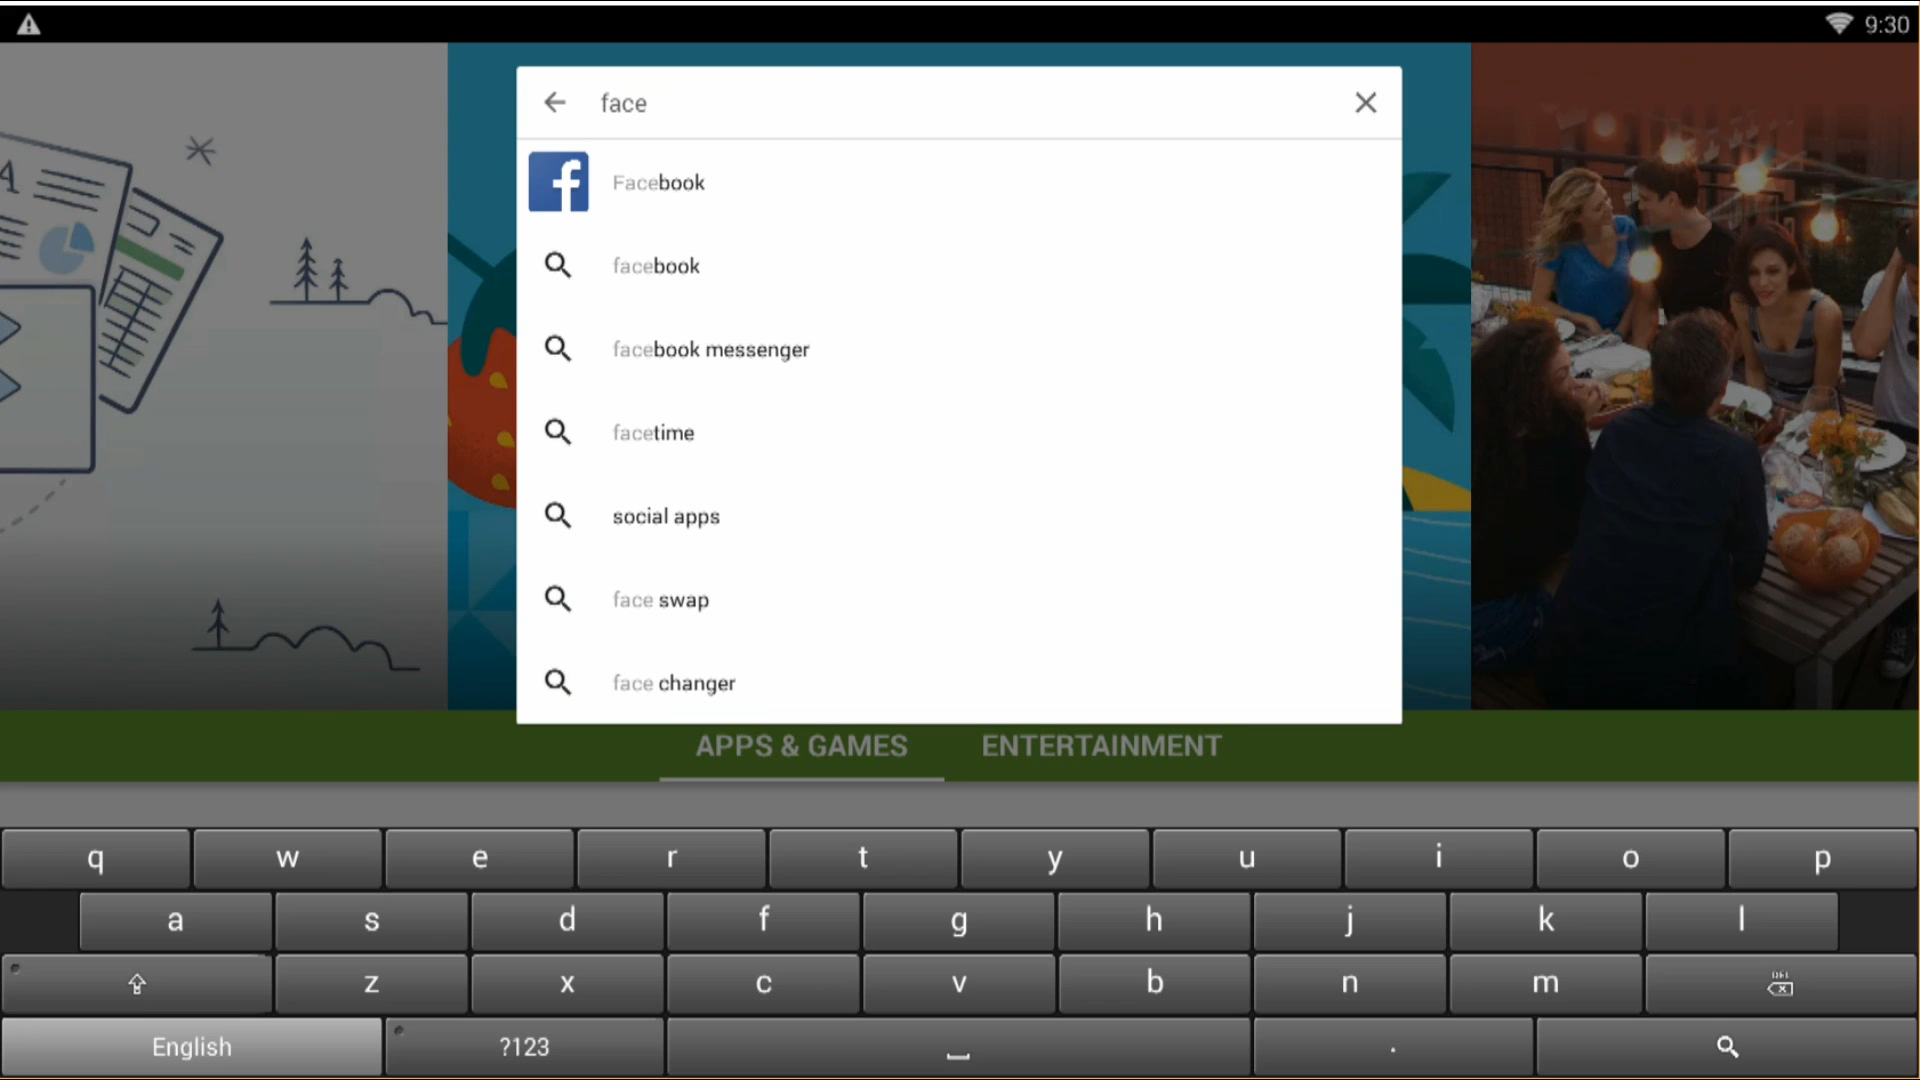 9:30
face
Facebook
facebook
facebook messenger
facetime
social apps
face swap
face changer
A
APPS & GAMES ENTERTAINMENT
q w e r t y u i o p
a s d f g h j k l
z x c v b n m DEL
English ?123 .